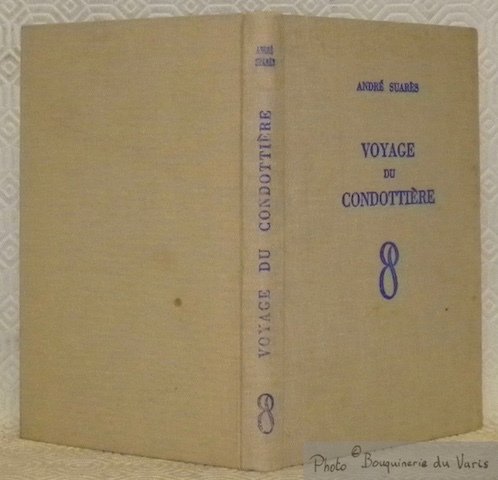 ANDRÉ
SUARÈS
VOYAGE DU CONDOTTIÈRE
8
ANDRÉ SUARÈS
VOYAGE
DU
CONDOTTIÈRE
8
Photo © Bouquinerie du Varis